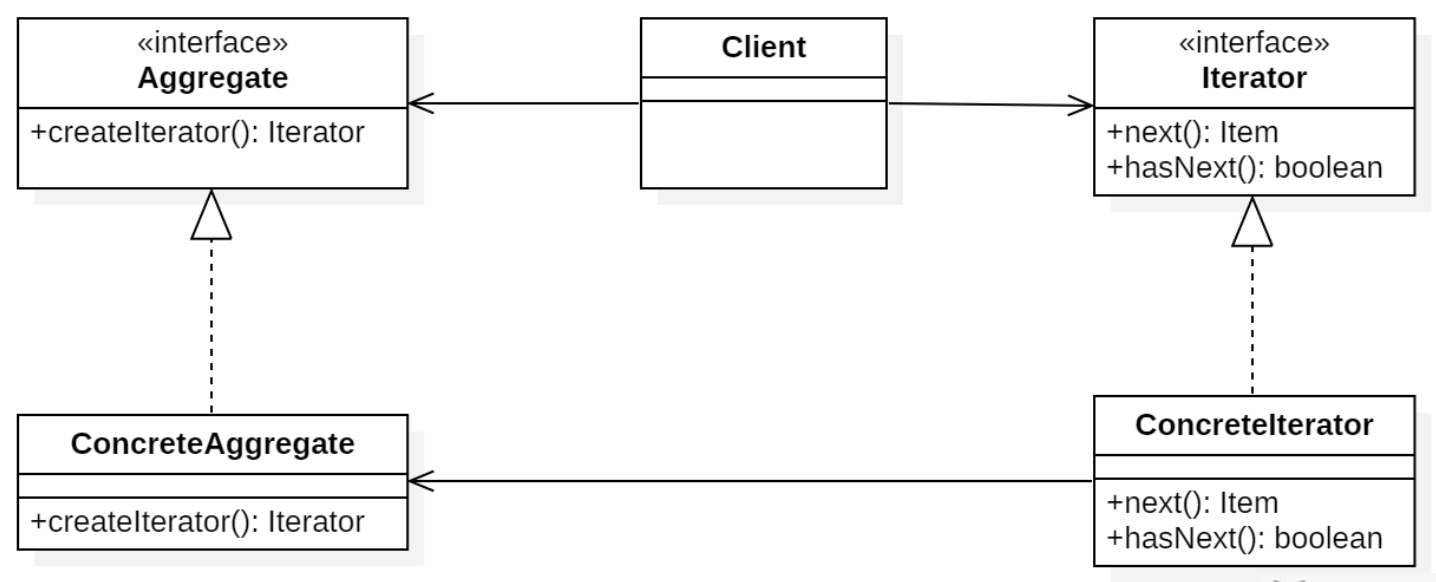 «interface»
Aggregate
+createIterator(): Iterator
Client
«interface»
Iterator
+next(): Item
+hasNext(): boolean
ConcreteAggregate
+createIterator(): Iterator
ConcreteIterator
+next(): Item
+hasNext(): boolean